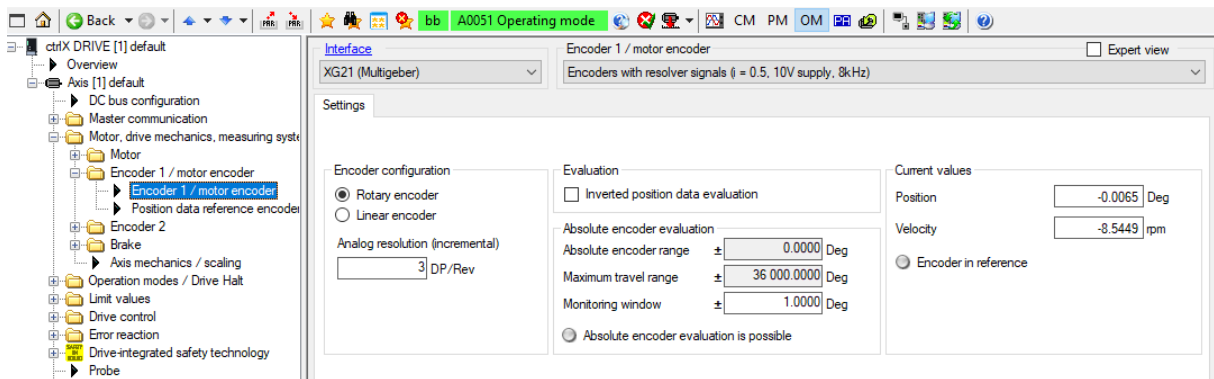 Back bb A0051 Operating mode CM PM OM
ctrlX DRIVE [1] default
Overview
Axis [1] default
DC bus configuration
Master communication
Motor, drive mechanics, measuring syste
Motor
Encoder 1 / motor encoder
Encoder 1 / motor encoder
Position data reference encoder
Encoder 2
Brake
Axis mechanics / scaling
Operation modes / Drive Halt
Limit values
Drive control
Error reaction
Drive-integrated safety technology
Probe
Interface
XG21 (Multigeber)
Encoder 1 / motor encoder
Expert view
Encoders with resolver signals (i = 0.5, 10V supply, 8kHz)
Settings
Encoder configuration
Rotary encoder
Linear encoder
Analog resolution (incremental)
3 DP/Rev
Evaluation
Inverted position data evaluation
Absolute encoder evaluation
Absolute encoder range ± 0.0000 Deg
Maximum travel range ± 36 000.0000 Deg
Monitoring window ± 1.0000 Deg
Absolute encoder evaluation is possible
Current values
Position -0.0065 Deg
Velocity -8.5449 rpm
Encoder in reference